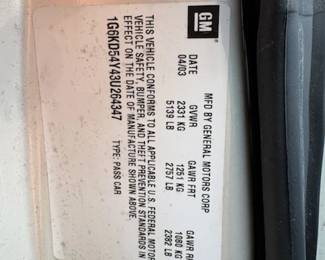 GM
MFD BY GENERAL MOTORS CORP
DATE GVWR GAWR FRT GAWR
04/03 2331 KG 1251 KG 1080 KG
5139 LB 2757 LB 2382 LB
THIS VEHICLE CONFORMS TO ALL APPLICABLE U.S. FEDERAL MOTOR
VEHICLE SAFETY, BUMPER, AND THEFT PREVENTION STANDARDS IN
EFFECT ON THE DATE OF MANUFACTURE SHOWN ABOVE.
1G6KD54Y43U264347 TYPE: PASS CAR